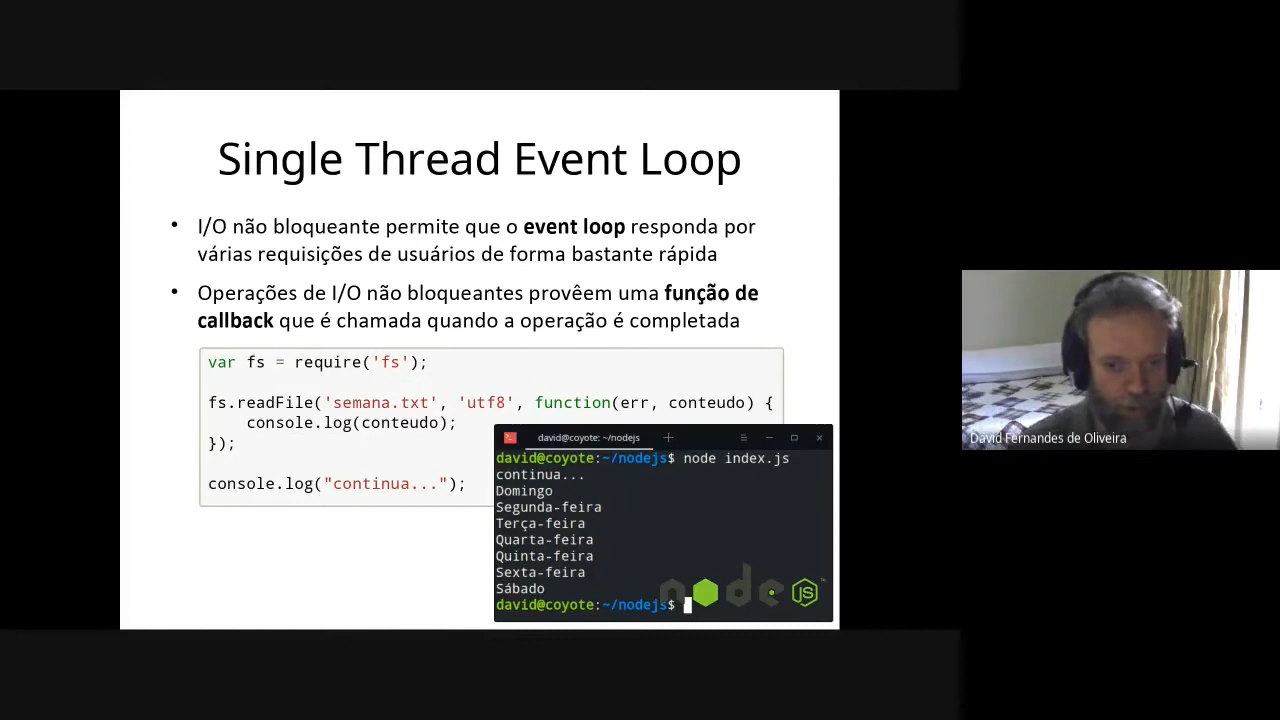 Single Thread Event Loop
• I/O não bloqueante permite que o event loop responda por
várias requisições de usuários de forma bastante rápida
• Operações de I/O não bloqueantes provêem uma função de
callback que é chamada quando a operação é completada
var fs = require('fs');
fs.readFile('semana.txt', 'utf8', function(err, conteudo) {
console.log(conteudo);
});
console.log("continua...");
david@coyote: ~/nodejs
david@coyote:~/nodejs$ node index.js
continua...
Domingo
Segunda-feira
Terça-feira
Quarta-feira
Quinta-feira
Sexta-feira
Sábado
david@coyote:~/nodejs$
node JS
David Fernandes de Oliveira